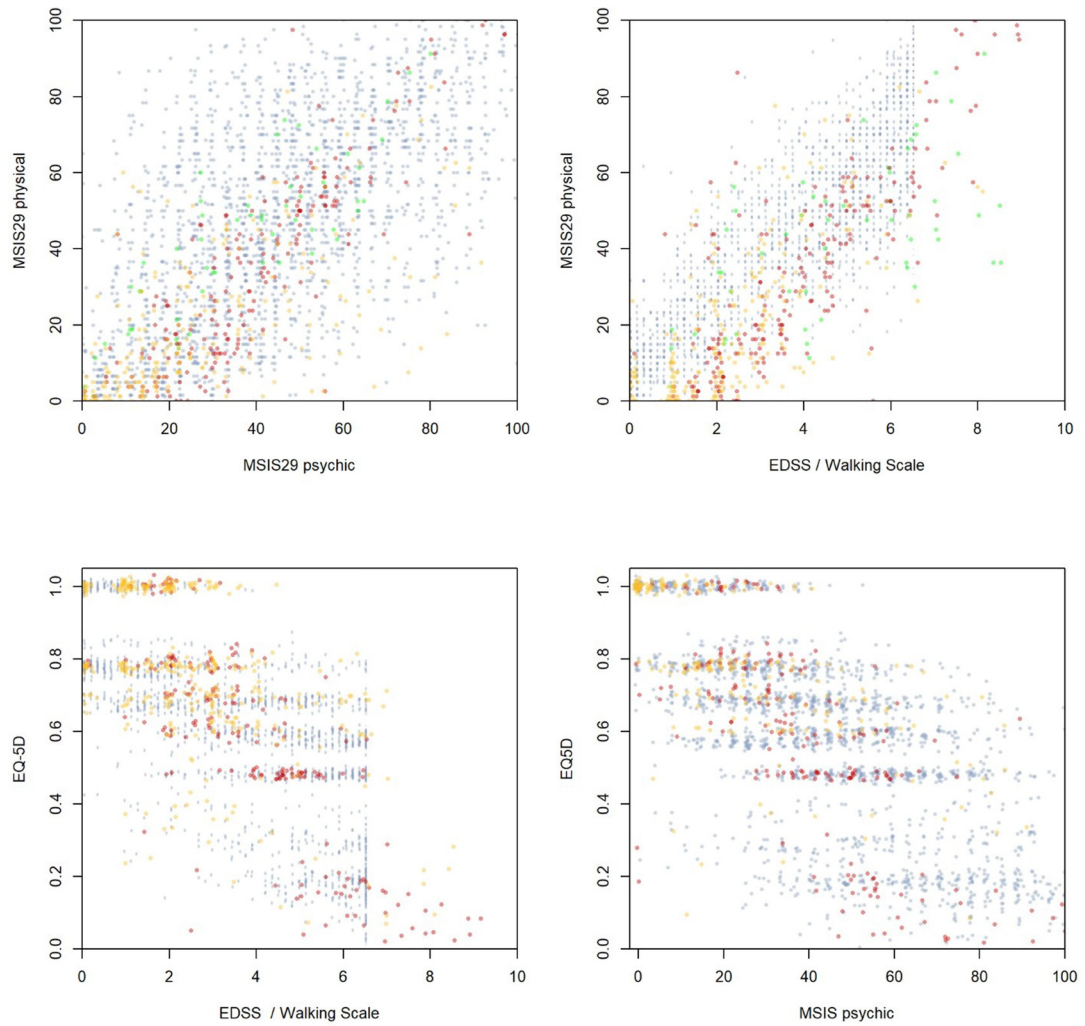 MSIS29 physical
100
80
60
40
20
0
0 20 40 60 80 100
MSIS29 psychic
MSIS29 physical
100
80
60
40
20
0
0 2 4 6 8 10
EDSS / Walking Scale
EQ-5D
1.0
0.8
0.6
0.4
0.2
0.0
0 2 4 6 8 10
EDSS / Walking Scale
EQ5D
1.0
0.8
0.6
0.4
0.2
0.0
0 20 40 60 80 100
MSIS psychic